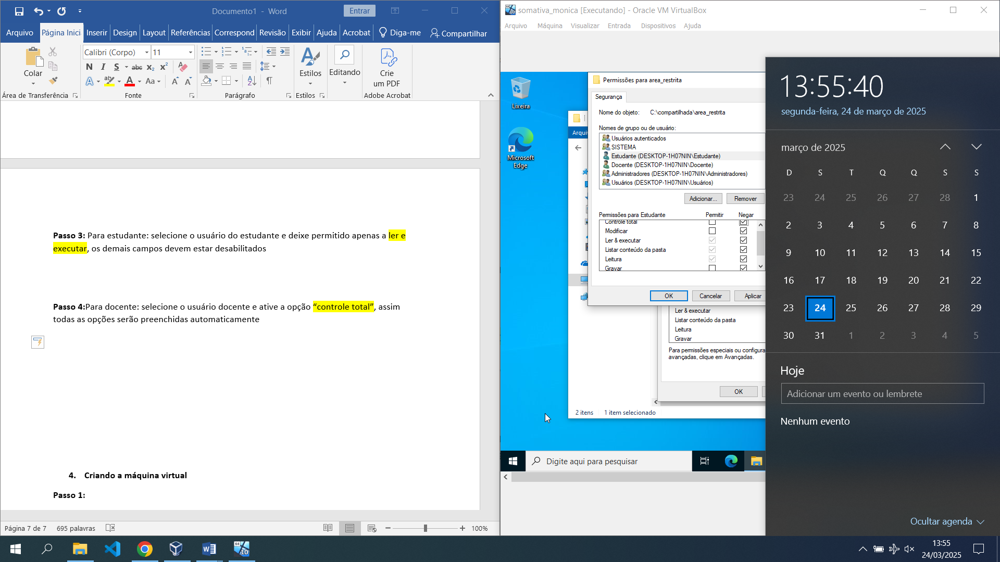 Documento1 - Word
Entrar
Arquivo
Página Inici
Inserir
Design
Layout
Referências
Correspond
Revisão
Exibir
Ajuda
Acrobat
Diga-me
Compartilhar
Colar
Calibri (Corpo)
11
N I S abc x₂ x²
A ab A Aa A A
Estilos
Editando
Crie
um PDF
Área de Transferência
Fonte
Parágrafo
Estilos
Adobe Acrobat
Passo 3: Para estudante: selecione o usuário do estudante e deixe permitido apenas a ler e
executar, os demais campos devem estar desabilitados
Passo 4:Para docente: selecione o usuário docente e ative a opção “controle total”, assim
todas as opções serão preenchidas automaticamente
4. Criando a máquina virtual
Passo 1:
Página 7 de 7
695 palavras
100%
somativa_monica [Executando] - Oracle VM VirtualBox
Arquivo
Máquina
Visualizar
Entrada
Dispositivos
Ajuda
Lixeira
Microsoft
Edge
Arqui
Permissões para area_restrita
Segurança
Nome do objeto: C:\compartilhada\area_restrita
Nomes de grupo ou de usuário:
Usuários autenticados
SISTEMA
Estudante (DESKTOP-1H07NIN\Estudante)
Docente (DESKTOP-1H07NIN\Docente)
Administradores (DESKTOP-1H07NIN\Administradores)
Usuários (DESKTOP-1H07NIN\Usuários)
Adicionar...
Remover
Permissões para Estudante
Permitir
Negar
Controle total
Modificar
Ler & executar
Listar conteúdo da pasta
Leitura
Gravar
OK
Cancelar
Aplicar
Ler & executar
Listar conteúdo da pasta
Leitura
Gravar
Para permissões especiais ou configura
avançadas, clique em Avançadas.
OK
2 itens
1 item selecionado
Digite aqui para pesquisar
13:55:40
segunda-feira, 24 de março de 2025
março de 2025
D S T Q Q S S
23 24 25 26 27 28 1
2 3 4 5 6 7 8
9 10 11 12 13 14 15
16 17 18 19 20 21 22
23 24 25 26 27 28 29
30 31 1 2 3 4 5
Hoje
Adicionar um evento ou lembrete
Nenhum evento
Ocultar agenda
13:55
24/03/2025